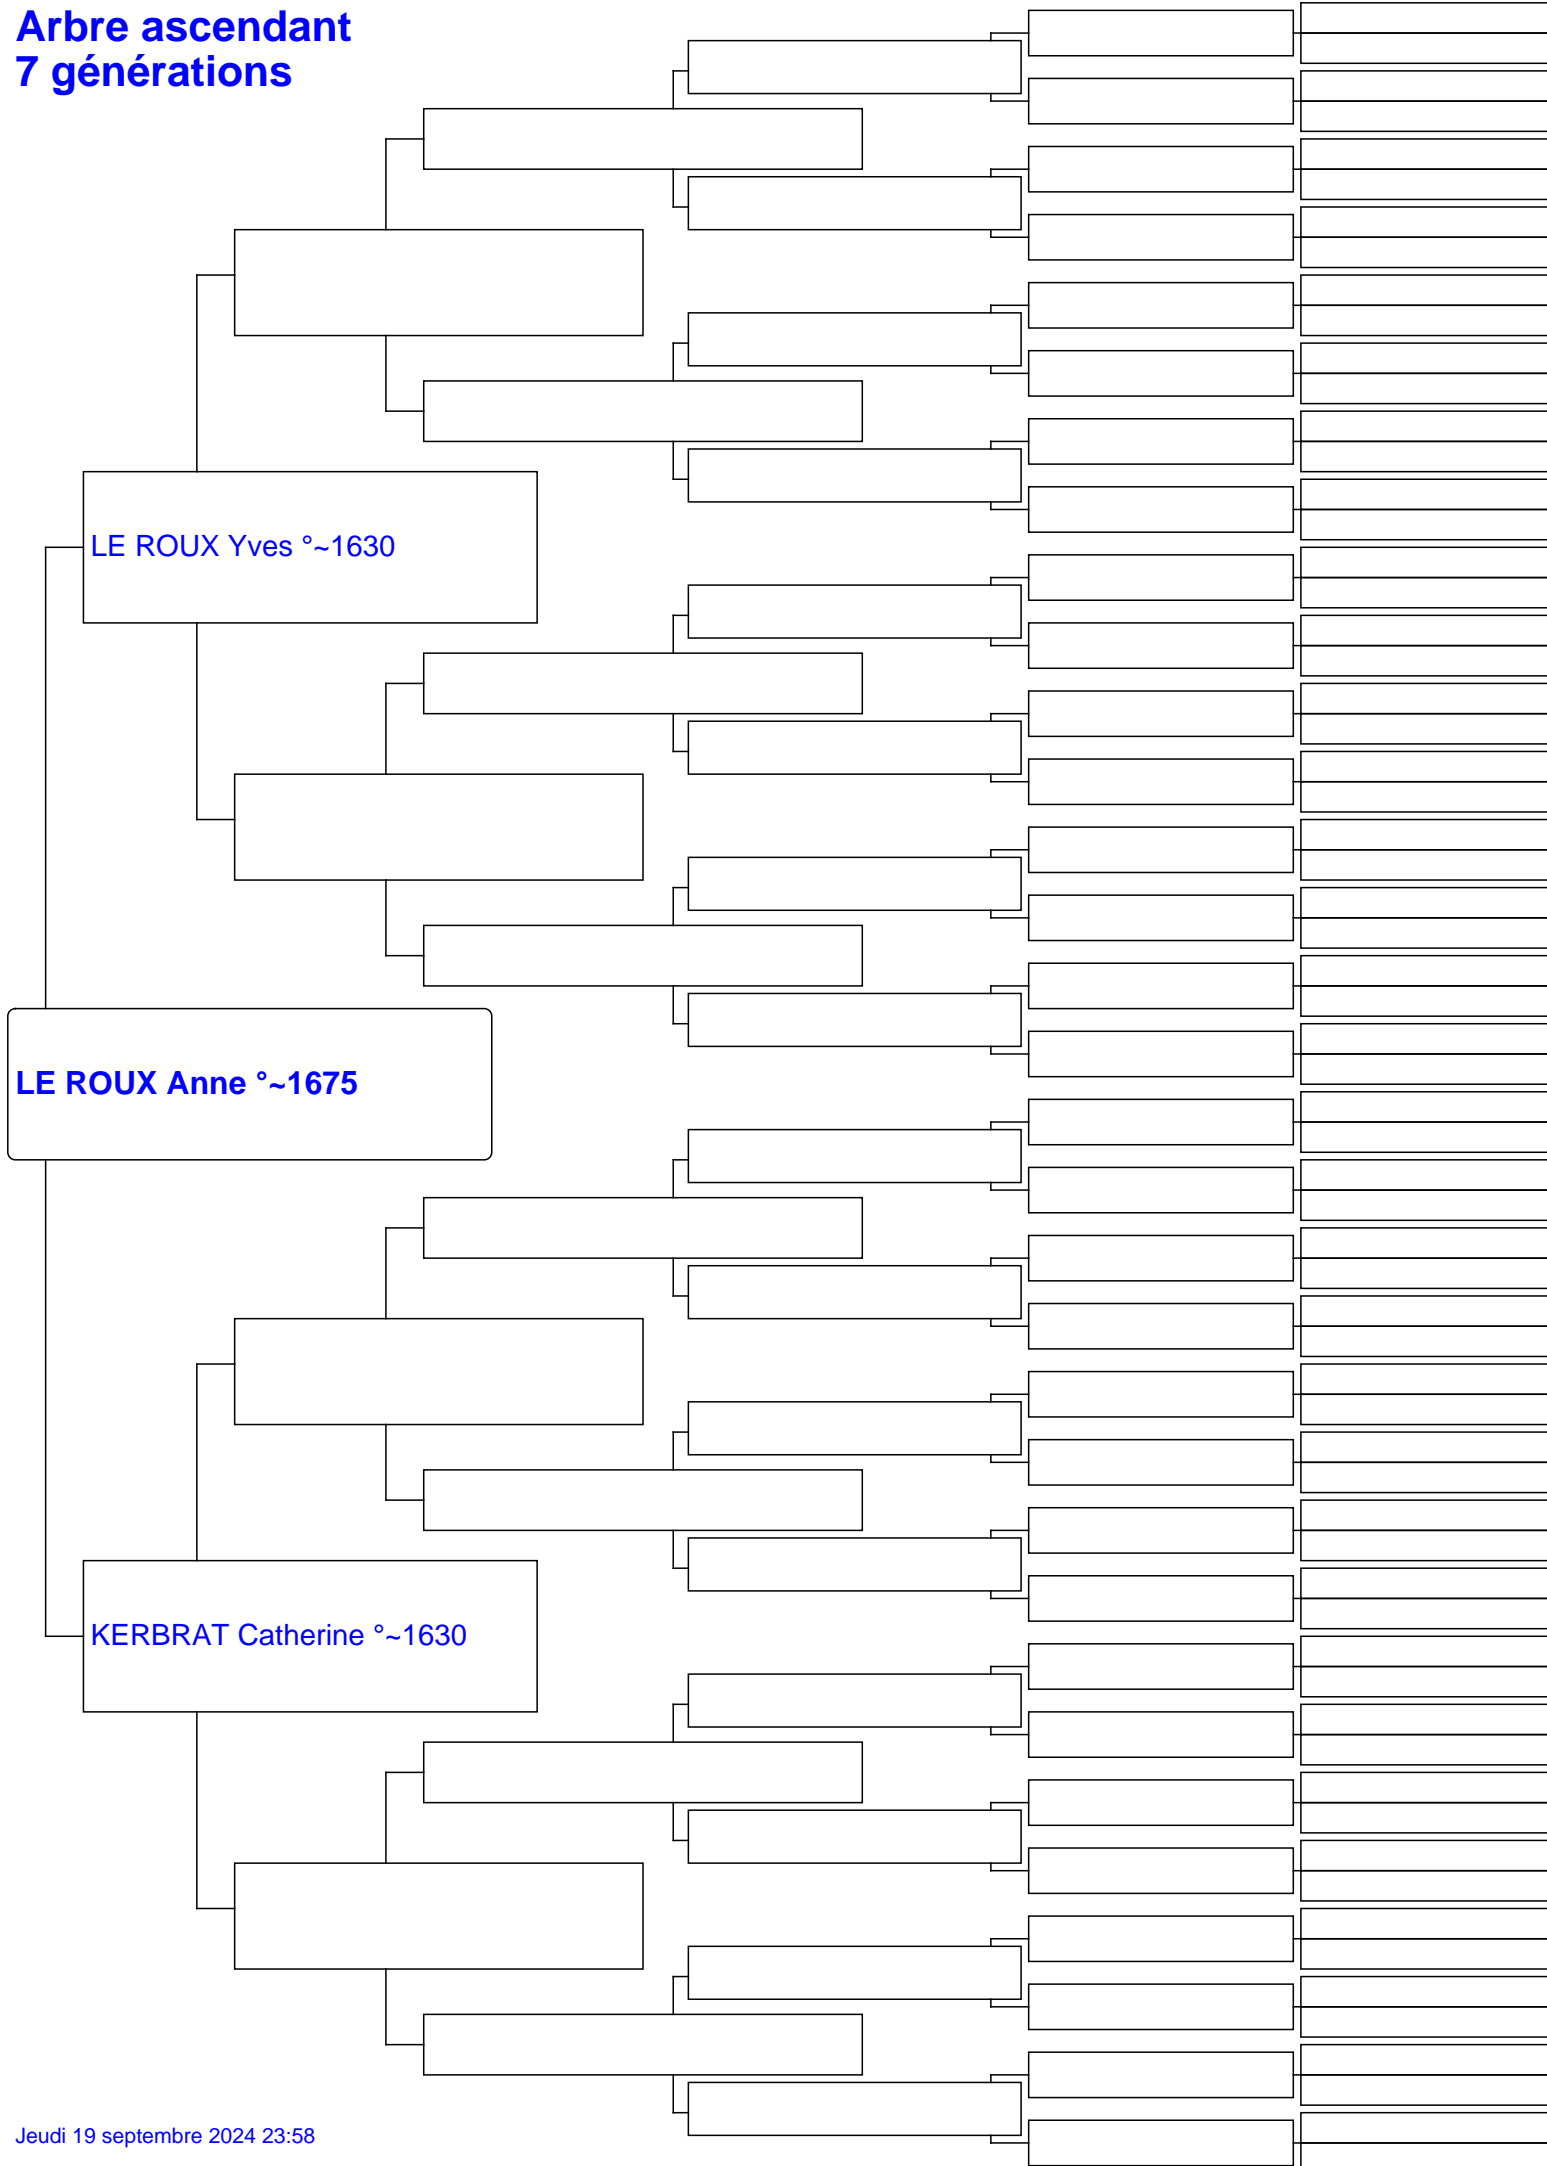 Arbre ascendant
7 générations
LE ROUX Yves °~1630
LE ROUX Anne °~1675
KERBRAT Catherine °~1630
Jeudi 19 septembre 2024 23:58